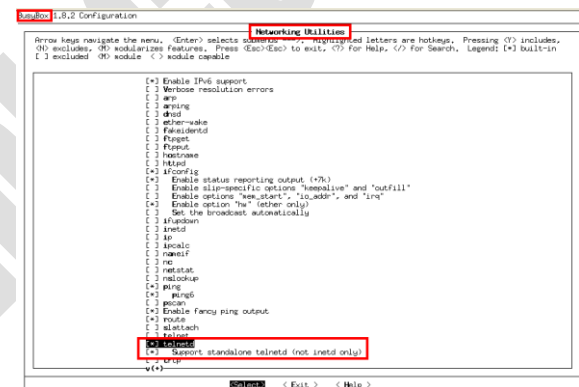 BusyBox 1.8.2 Configuration
Networking Utilities
Arrow keys navigate the menu. <Enter> selects submenus --->. Highlighted letters are hotkeys. Pressing <Y> includes,
<N> excludes, <M> modularizes features. Press <Esc><Esc> to exit, <?> for Help, </> for Search. Legend: [*] built-in
[ ] excluded <M> module < > module capable
[*] Enable IPv6 support
[ ] Verbose resolution errors
[ ] arp
[ ] arping
[ ] dnsd
[ ] ether-wake
[ ] fakeidentd
[ ] ftpget
[ ] ftpput
[ ] hostname
[ ] httpd
[*] ifconfig
[*] Enable status reporting output (+7k)
[ ] Enable slip-specific options "keepalive" and "outfill"
[ ] Enable options "mem_start", "io_addr", and "irq"
[*] Enable option "hw" (ether only)
[ ] Set the broadcast automatically
[ ] ifupdown
[ ] inetd
[ ] ip
[ ] ipcalc
[ ] nameif
[ ] nc
[ ] netstat
[ ] nslookup
[*] ping
[*] ping6
[ ] pscan
[*] Enable fancy ping output
[*] route
[ ] slattach
[ ] telnet
[*] telnetd
[*] Support standalone telnetd (not inetd only)
[ ] tftp
v(+)
<Select> < Exit > < Help >